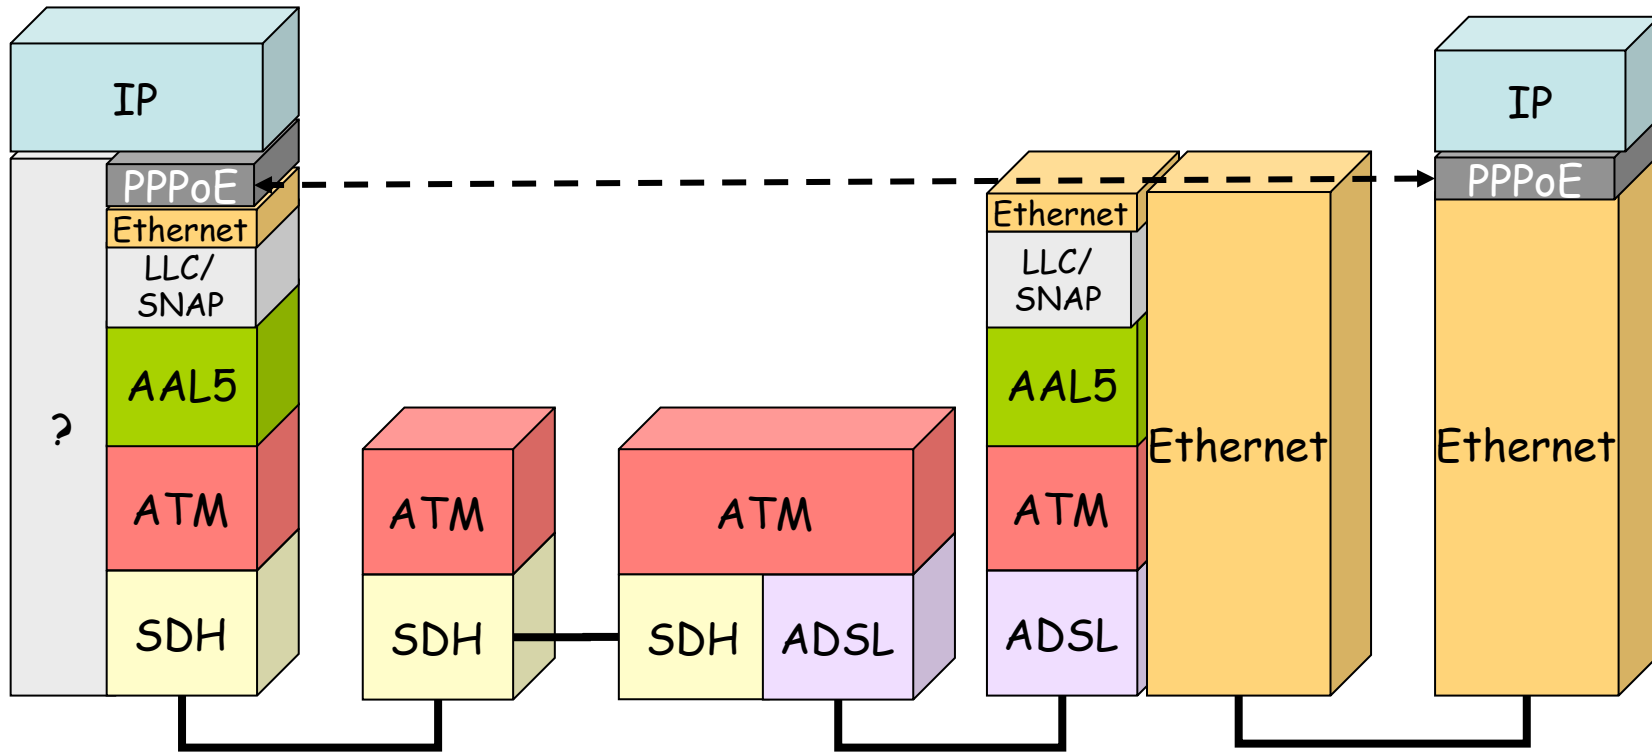 IP
PPPoE
Ethernet
LLC/
SNAP
AAL5
?
ATM
SDH
ATM
SDH
ATM
SDH
ADSL
Ethernet
LLC/
SNAP
AAL5
ATM
ADSL
Ethernet
IP
PPPoE
Ethernet